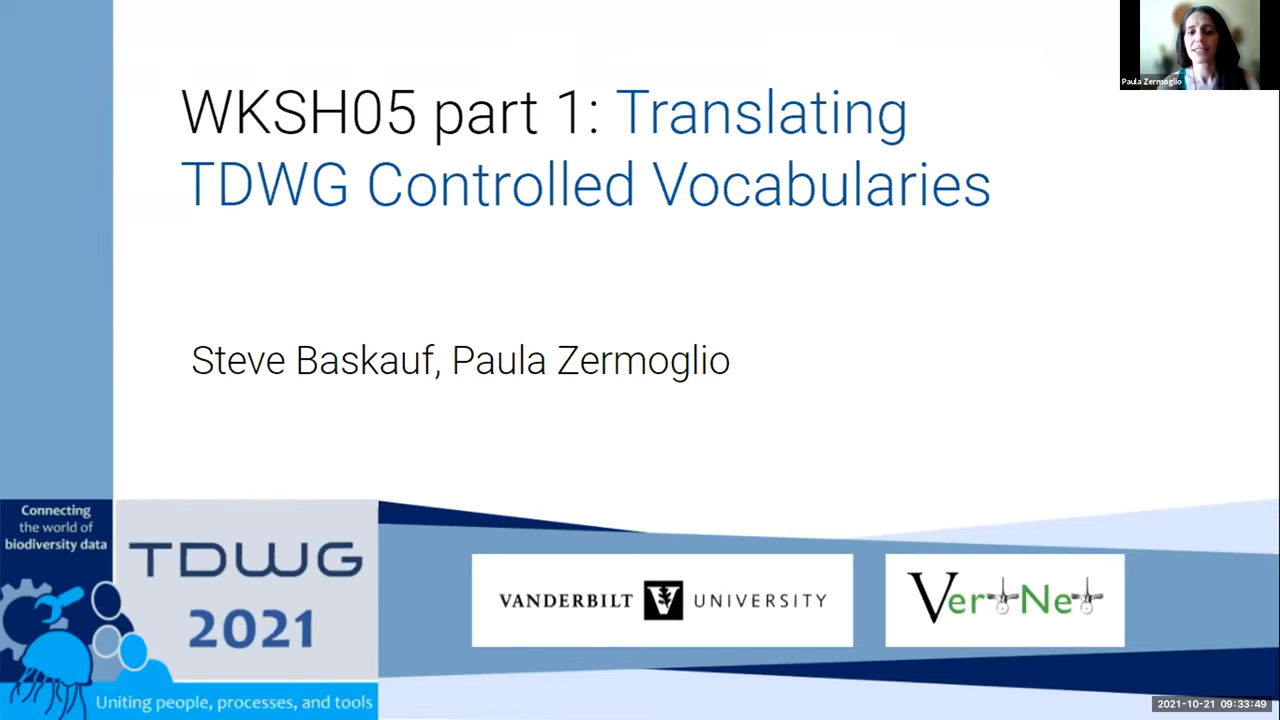 Paula Zermoglio
WKSH05 part 1: Translating
TDWG Controlled Vocabularies
Steve Baskauf, Paula Zermoglio
Connecting
the world of
biodiversity data
TDWG
2021
Uniting people, processes, and tools
VANDERBILT V UNIVERSITY
VertNet
2021-10-21 09:33:49